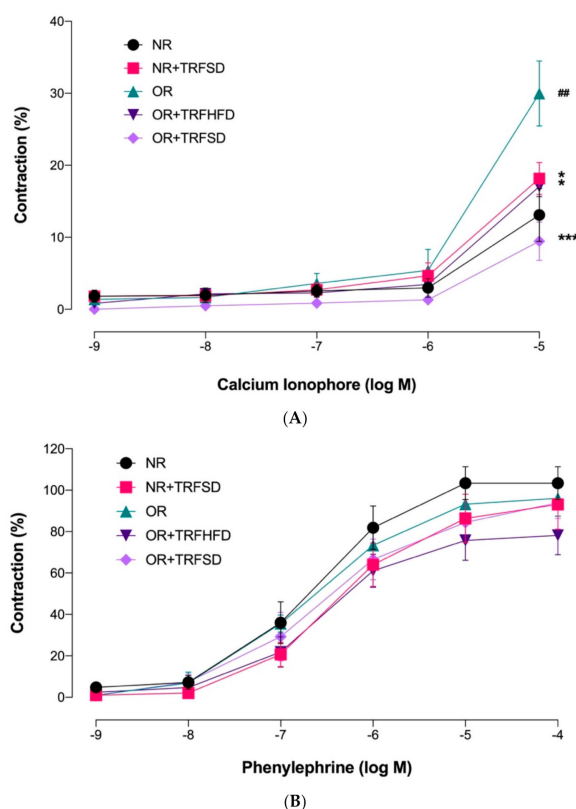 40
30
20
10
0
Contraction (%)
NR
NR+TRFSD
OR
OR+TRFHFD
OR+TRFSD
##
*
*
***
-9 -8 -7 -6 -5
Calcium Ionophore (log M)
(A)
120
100
80
60
40
20
0
Contraction (%)
NR
NR+TRFSD
OR
OR+TRFHFD
OR+TRFSD
-9 -8 -7 -6 -5 -4
Phenylephrine (log M)
(B)